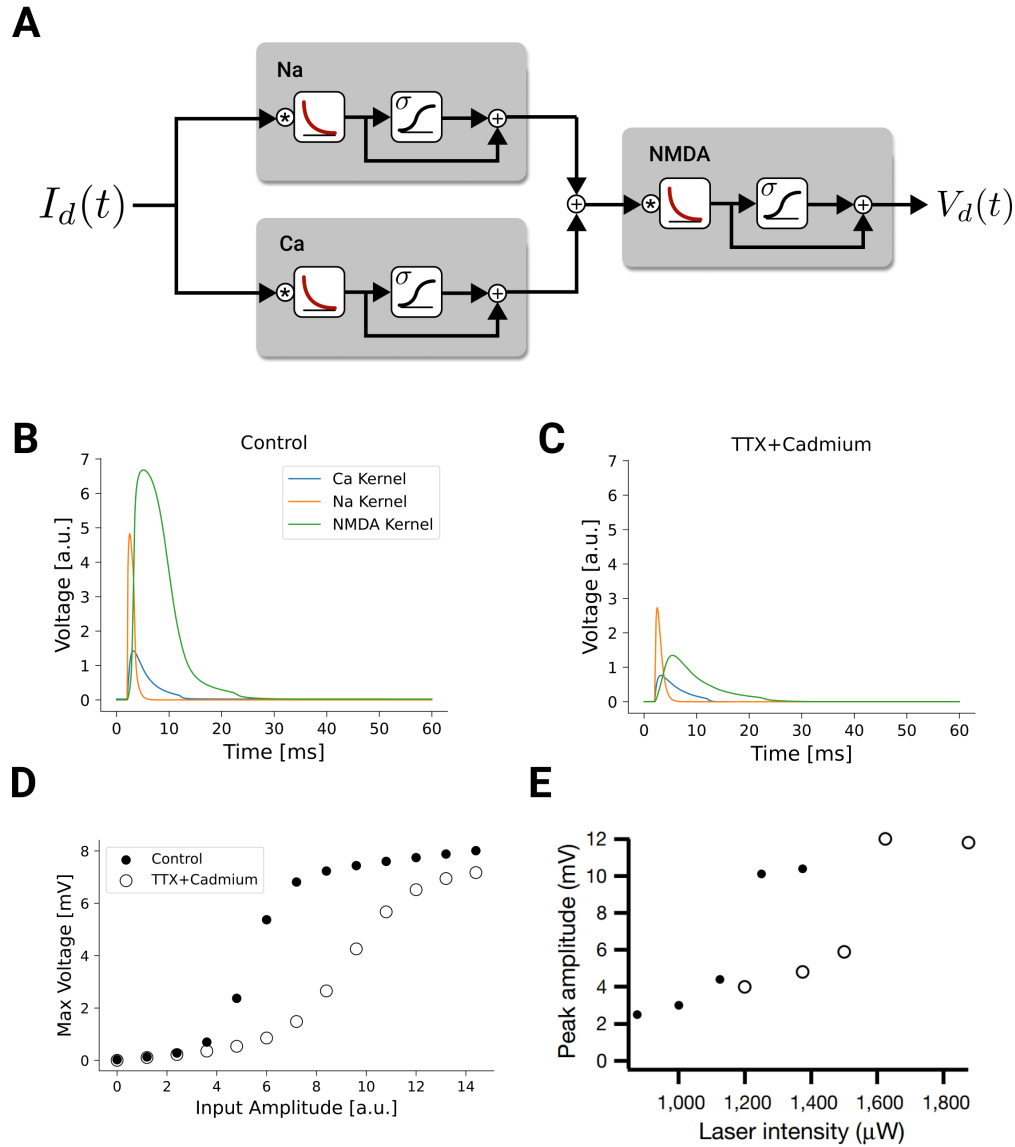 A
Na
σ
NMDA
σ
I_d(t)
V_d(t)
Ca
σ
B
Control
Voltage [a.u.]
7
6
5
4
3
2
1
0
Ca Kernel
Na Kernel
NMDA Kernel
0 10 20 30 40 50 60
Time [ms]
C
TTX+Cadmium
Voltage [a.u.]
7
6
5
4
3
2
1
0
0 10 20 30 40 50 60
Time [ms]
D
Max Voltage [mV]
8
6
4
2
0
Control
TTX+Cadmium
0 2 4 6 8 10 12 14
Input Amplitude [a.u.]
E
Peak amplitude (mV)
12
10
8
6
4
2
0
1,000 1,200 1,400 1,600 1,800
Laser intensity (μW)